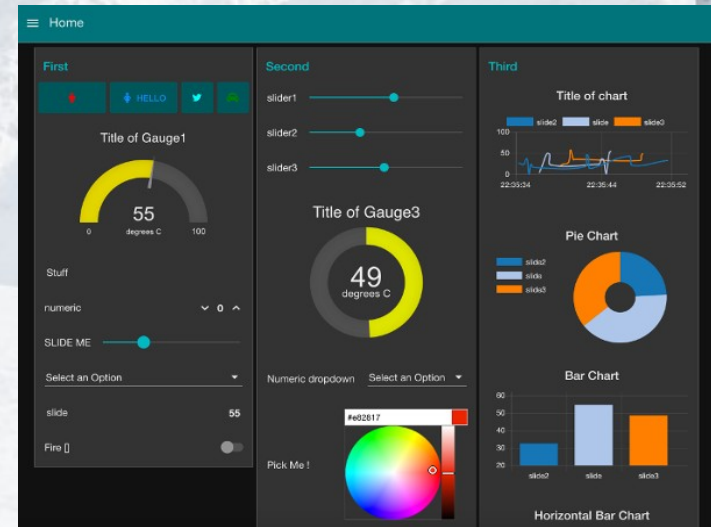 Home
First
HELLO
Title of Gauge1
55
degrees C
0
100
Stuff
numeric
0
SLIDE ME
Select an Option
slide
55
Fire []
Second
slider1
slider2
slider3
Title of Gauge3
49
degrees C
Numeric dropdown Select an Option
#e82817
Pick Me !
Third
Title of chart
slide2 slide slide3
100
50
0
22:35:34 22:35:44 22:35:52
Pie Chart
slide2
slide
slide3
Bar Chart
60
50
40
30
20
slide2 slide slide3
Horizontal Bar Chart